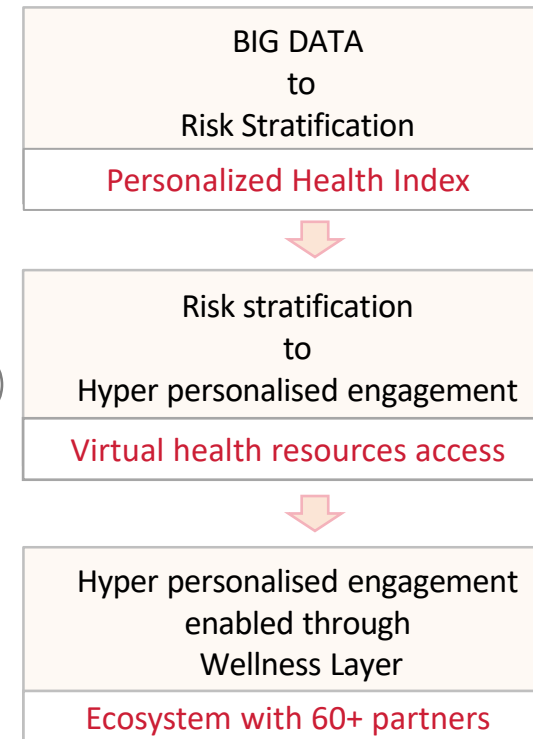 BIG DATA
to
Risk Stratification
Personalized Health Index
Risk stratification
to
Hyper personalised engagement
Virtual health resources access
Hyper personalised engagement
enabled through
Wellness Layer
Ecosystem with 60+ partners